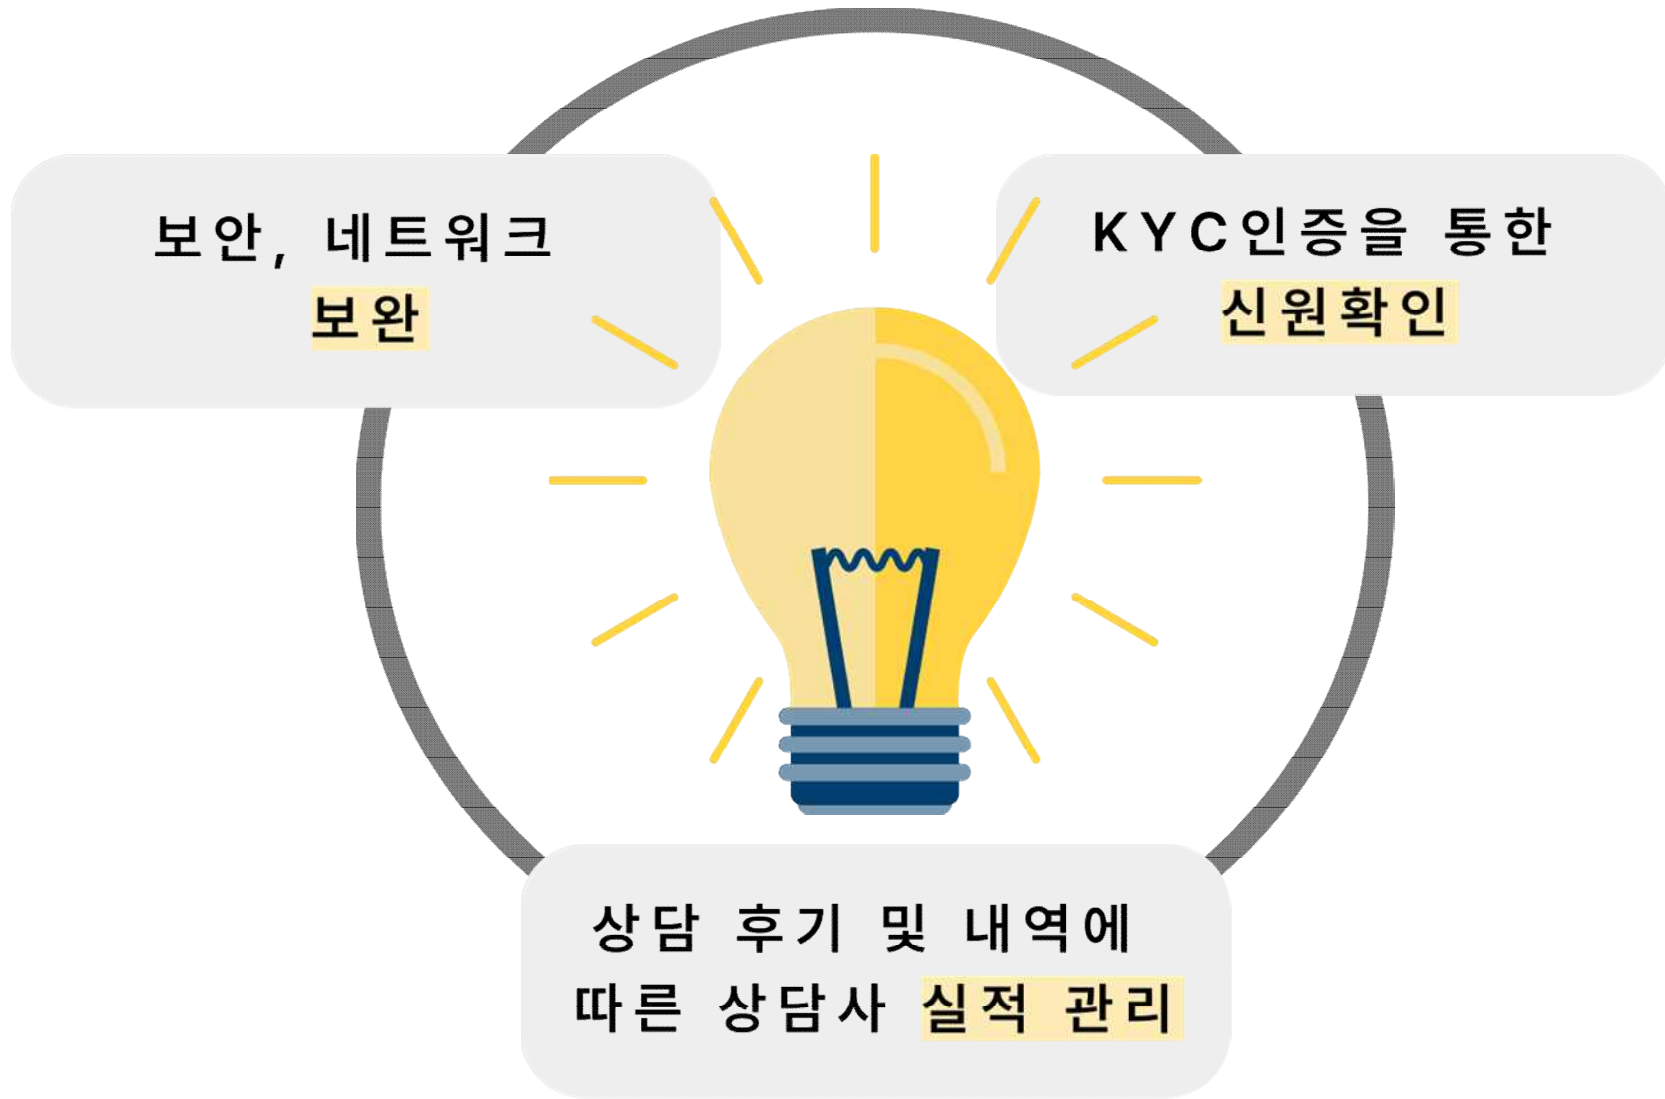 보안, 네트워크
보완
KYC인증을 통한
신원확인
상담 후기 및 내역에
따른 상담사 실적 관리